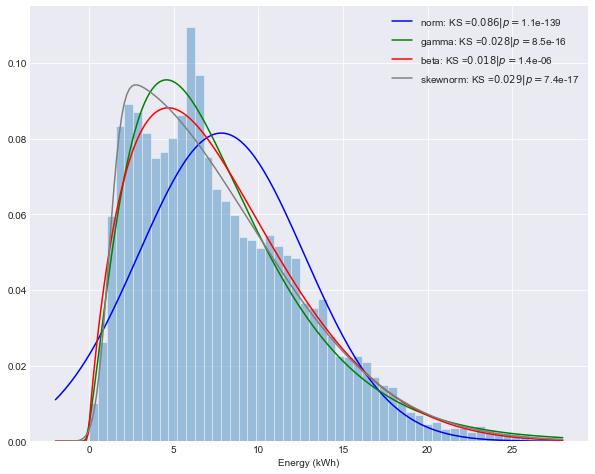 norm: KS =0.086|p = 1.1e-139
gamma: KS =0.028|p = 8.5e-16
beta: KS =0.018|p = 1.4e-06
skewnorm: KS =0.029|p = 7.4e-17
0.10
0.08
0.06
0.04
0.02
0.00
0 5 10 15 20 25
Energy (kWh)